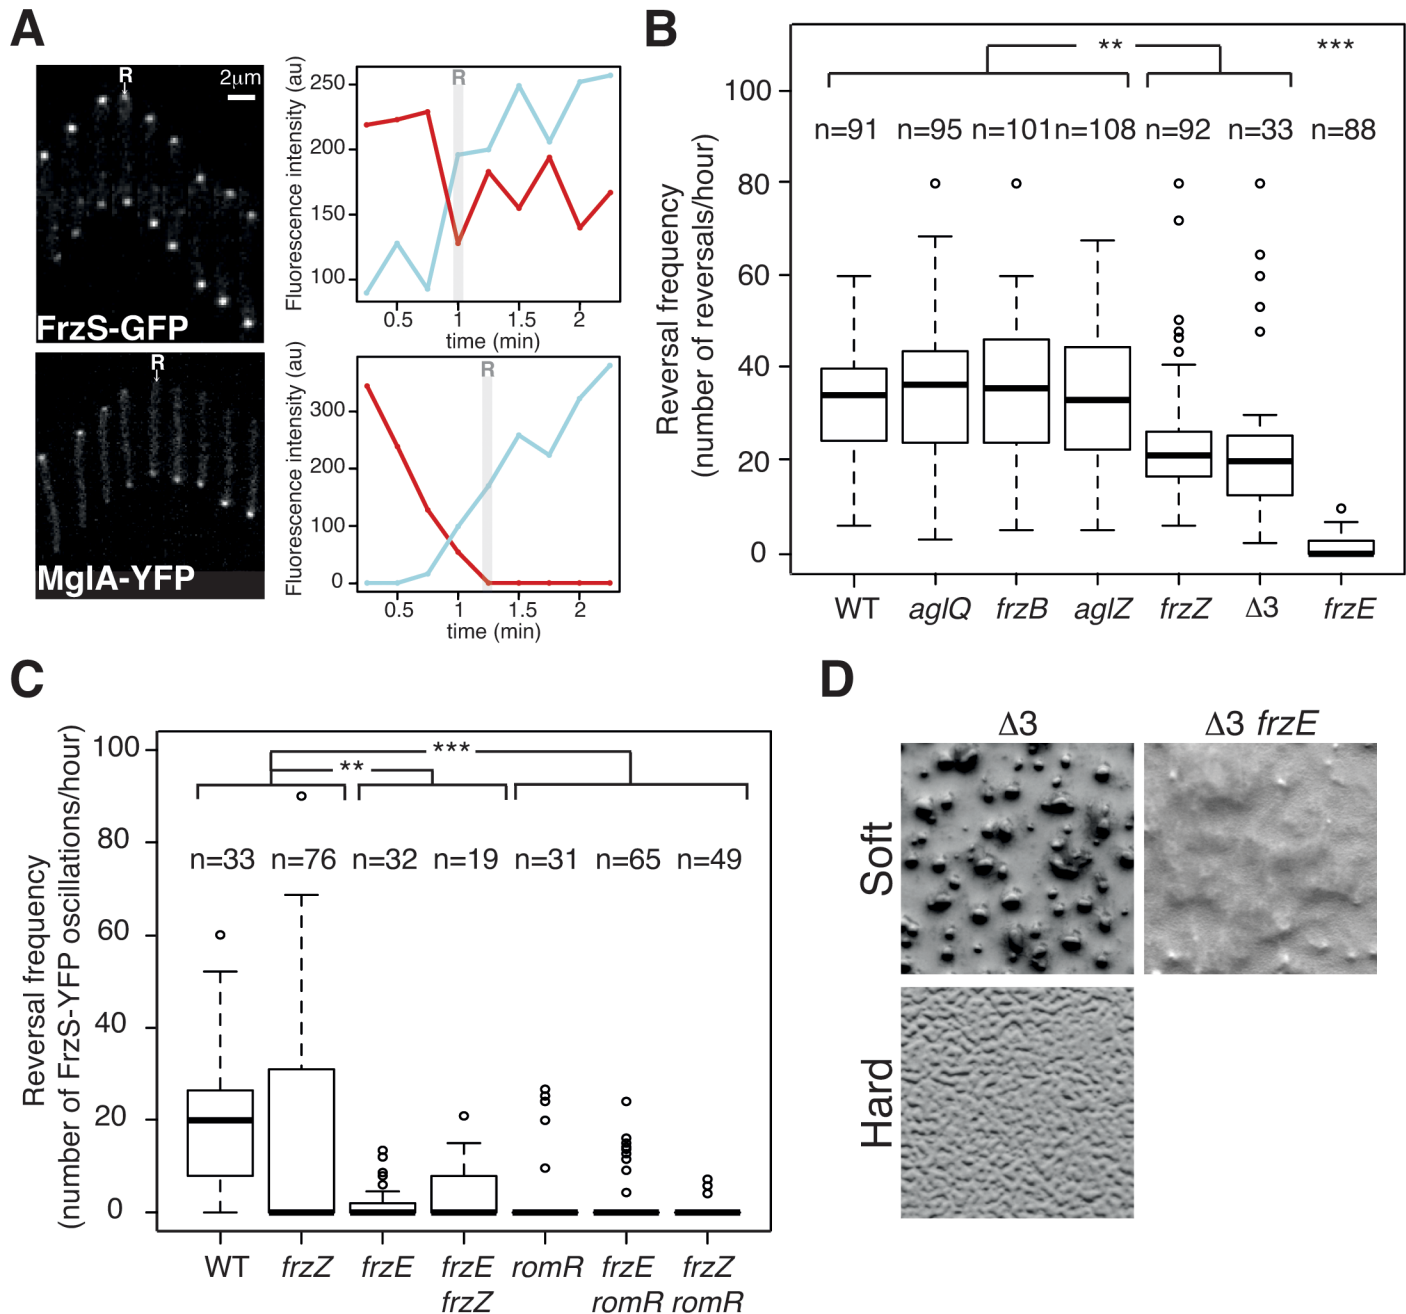 A
R
2μm
FrzS-GFP
R
MglA-YFP
Fluorescence intensity (au)
250
200
150
100
R
0.5
1
1.5
2
time (min)
Fluorescence intensity (au)
300
200
100
0
R
0.5
1
1.5
2
time (min)
B
Reversal frequency
(number of reversals/hour)
100
80
60
40
20
0
**
***
n=91 n=95 n=101 n=108 n=92 n=33 n=88
WT aglQ frzB aglZ frzZ Δ3 frzE
C
Reversal frequency
(number of FrzS-YFP oscillations/hour)
100
80
60
40
20
0
***
**
n=33 n=76 n=32 n=19 n=31 n=65 n=49
WT frzZ frzE frzE romR frzE frzZ
frzZ romR romR
D
Δ3 Δ3 frzE
Soft
Hard